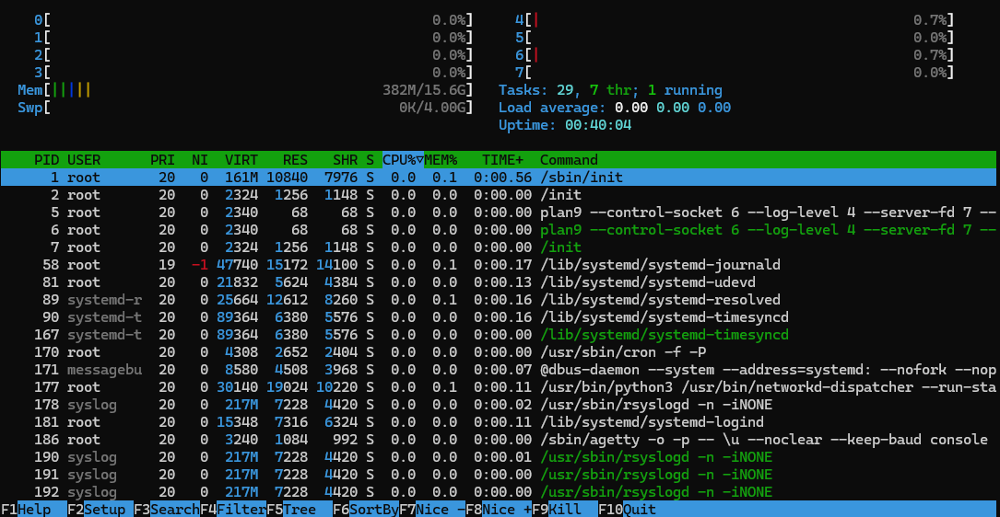 0[ 0.0%] 4[| 0.7%]
1[ 0.0%] 5[ 0.0%]
2[ 0.0%] 6[| 0.7%]
3[ 0.0%] 7[ 0.0%]
Mem[||||| 382M/15.6G] Tasks: 29, 7 thr; 1 running
Swp[ 0K/4.00G] Load average: 0.00 0.00 0.00
Uptime: 00:40:04
PID USER PRI NI VIRT RES SHR S CPU%▽MEM% TIME+ Command
1 root 20 0 161M 10840 7976 S 0.0 0.1 0:00.56 /sbin/init
2 root 20 0 2324 1256 1148 S 0.0 0.0 0:00.00 /init
5 root 20 0 2340 68 68 S 0.0 0.0 0:00.00 plan9 --control-socket 6 --log-level 4 --server-fd 7 --
6 root 20 0 2340 68 68 S 0.0 0.0 0:00.00 plan9 --control-socket 6 --log-level 4 --server-fd 7 --
7 root 20 0 2324 1256 1148 S 0.0 0.0 0:00.00 /init
58 root 19 -1 47740 15172 14100 S 0.0 0.1 0:00.17 /lib/systemd/systemd-journald
81 root 20 0 21832 5624 4384 S 0.0 0.0 0:00.13 /lib/systemd/systemd-udevd
89 systemd-r 20 0 25664 12612 8260 S 0.0 0.1 0:00.16 /lib/systemd/systemd-resolved
90 systemd-t 20 0 89364 6380 5576 S 0.0 0.0 0:00.16 /lib/systemd/systemd-timesyncd
167 systemd-t 20 0 89364 6380 5576 S 0.0 0.0 0:00.00 /lib/systemd/systemd-timesyncd
170 root 20 0 4308 2652 2404 S 0.0 0.0 0:00.00 /usr/sbin/cron -f -P
171 messagebu 20 0 8580 4508 3968 S 0.0 0.0 0:00.07 @dbus-daemon --system --address=systemd: --nofork --nop
177 root 20 0 30140 19024 10220 S 0.0 0.1 0:00.11 /usr/bin/python3 /usr/bin/networkd-dispatcher --run-sta
178 syslog 20 0 217M 7228 4420 S 0.0 0.0 0:00.02 /usr/sbin/rsyslogd -n -iNONE
181 root 20 0 15348 7316 6324 S 0.0 0.0 0:00.11 /lib/systemd/systemd-logind
186 root 20 0 3240 1084 992 S 0.0 0.0 0:00.00 /sbin/agetty -o -p -- \u --noclear --keep-baud console
190 syslog 20 0 217M 7228 4420 S 0.0 0.0 0:00.01 /usr/sbin/rsyslogd -n -iNONE
191 syslog 20 0 217M 7228 4420 S 0.0 0.0 0:00.00 /usr/sbin/rsyslogd -n -iNONE
192 syslog 20 0 217M 7228 4420 S 0.0 0.0 0:00.00 /usr/sbin/rsyslogd -n -iNONE
F1Help F2Setup F3SearchF4FilterF5Tree F6SortByF7Nice -F8Nice +F9Kill F10Quit